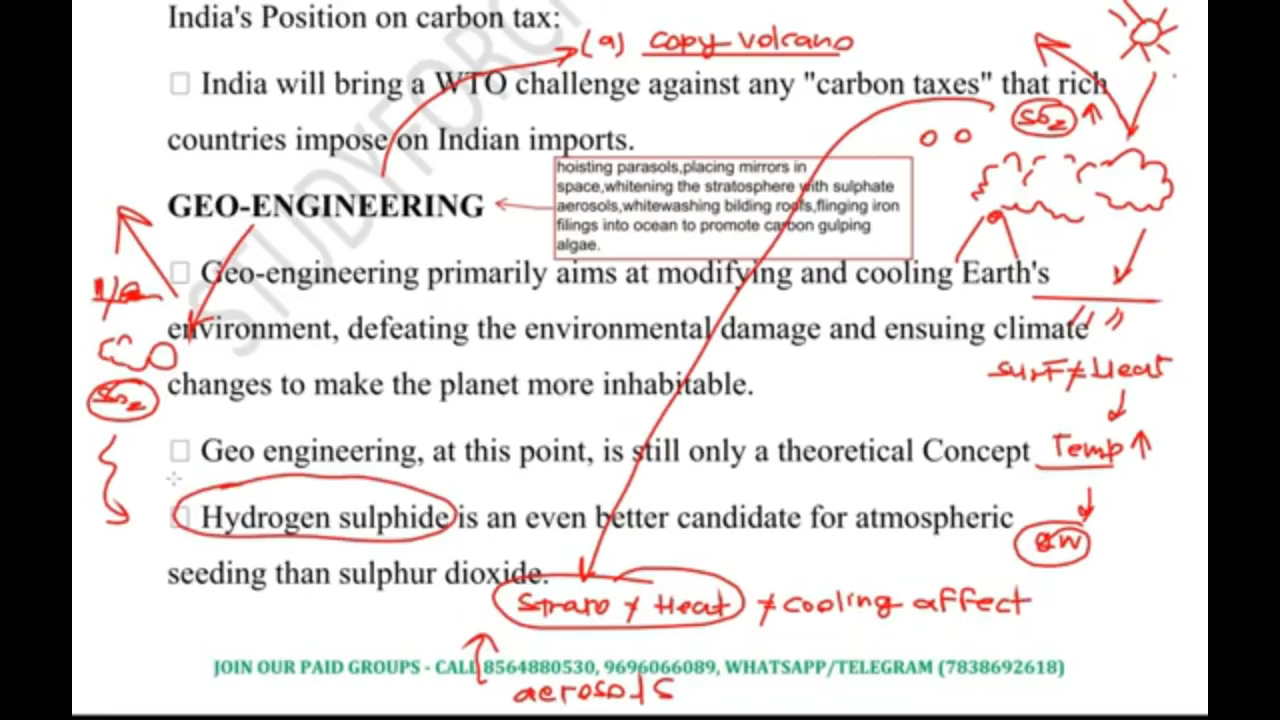 India's Position on carbon tax:
(a) copy volcano
□ India will bring a WTO challenge against any "carbon taxes" that rich
SO2 ↑
countries impose on Indian imports.
hoisting parasols,placing mirrors in
space,whitening the stratosphere with sulphate
aerosols,whitewashing bilding roofs,flinging iron
filings into ocean to promote carbon gulping
algae.
GEO-ENGINEERING
□ Geo-engineering primarily aims at modifying and cooling Earth's
environment, defeating the environmental damage and ensuing climate
Heat
changes to make the planet more inhabitable.
SO2
□ Geo engineering, at this point, is still only a theoretical Concept
Temp ↑
□ Hydrogen sulphide is an even better candidate for atmospheric
GW
seeding than sulphur dioxide.
Strato ≠ Heat ≠ cooling affect
JOIN OUR PAID GROUPS - CALL 8564880530, 9696066089, WHATSAPP/TELEGRAM (7838692618)
aerosols